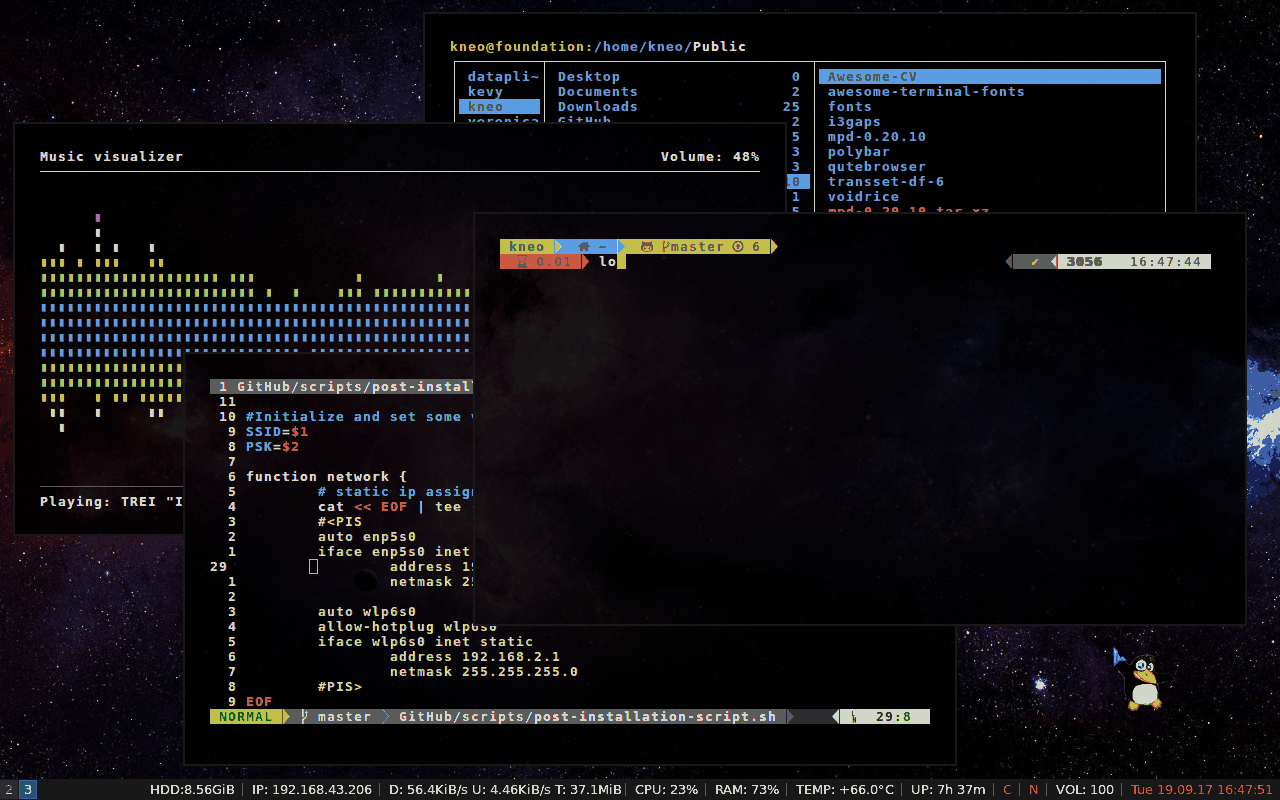 kneo@foundation:/home/kneo/Public
datapli~ Desktop 0 Awesome-CV
kevy Documents 2 awesome-terminal-fonts
kneo Downloads 25 fonts
veronica GitHub 2 i3gaps
5 mpd-0.20.10
3 polybar
3 qutebrowser
10 transset-df-6
1 voidrice
5 mpd-0.20.10.tar.xz
Music visualizer Volume: 48%
Playing: TREI "I
kneo ~ master 6
0.01 lo 3056 16:47:44
1 GitHub/scripts/post-instal
11
10 #Initialize and set some
9 SSID=$1
8 PSK=$2
7
6 function network {
5 # static ip assig
4 cat << EOF | tee
3 #<PIS
2 auto enp5s0
1 iface enp5s0 inet
29 address 19
1 netmask 25
2
3 auto wlp6s0
4 allow-hotplug wlp6s0
5 iface wlp6s0 inet static
6 address 192.168.2.1
7 netmask 255.255.255.0
8 #PIS>
9 EOF
NORMAL master GitHub/scripts/post-installation-script.sh 29:8
2 3 HDD:8.56GiB | IP: 192.168.43.206 | D: 56.4KiB/s U: 4.46KiB/s T: 37.1MiB | CPU: 23% | RAM: 73% | TEMP: +66.0°C | UP: 7h 37m | C | N | VOL: 100 | Tue 19.09.17 16:47:51